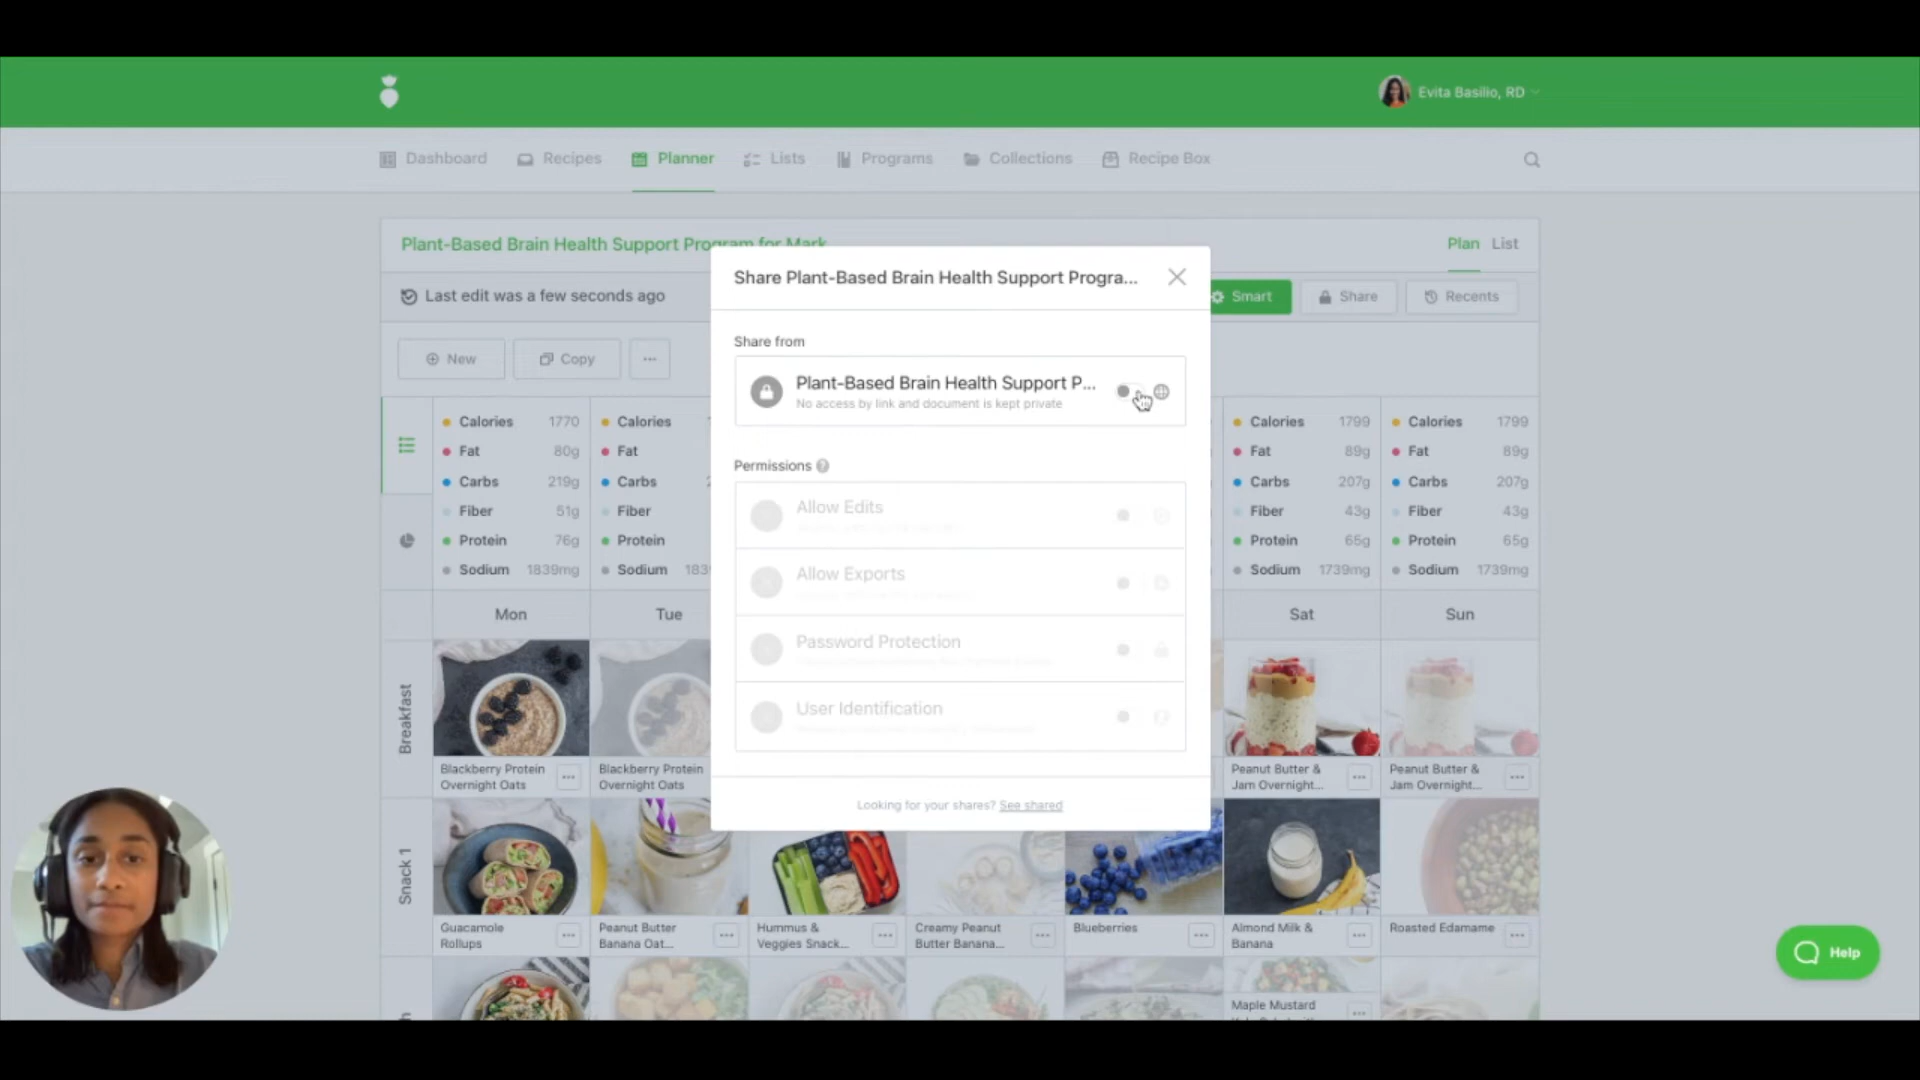 Evita Basilio, RD
Dashboard Recipes Planner Lists Programs Collections Recipe Box
Plant-Based Brain Health Support Program for Mark
Plan List
Last edit was a few seconds ago
Smart Share Recents
New Copy
Share Plant-Based Brain Health Support Progra...
Share from
Plant-Based Brain Health Support P...
No access by link and document is kept private
Permissions
Allow Edits
Allow Exports
Password Protection
User Identification
Looking for your shares? See shared
Calories 1770 Calories Calories 1799 Calories 1799
Fat 80g Fat Fat 89g Fat 89g
Carbs 219g Carbs Carbs 207g Carbs 207g
Fiber 51g Fiber Fiber 43g Fiber 43g
Protein 76g Protein Protein 65g Protein 65g
Sodium 1839mg Sodium 183 Sodium 1739mg Sodium 1739mg
Mon Tue Sat Sun
Breakfast
Blackberry Protein
Overnight Oats
Blackberry Protein
Overnight Oats
Peanut Butter &
Jam Overnight...
Peanut Butter &
Jam Overnight...
Snack 1
Guacamole
Rollups
Peanut Butter
Banana Oat...
Hummus &
Veggies Snack...
Creamy Peanut
Butter Banana...
Blueberries
Almond Milk &
Banana
Roasted Edamame
Maple Mustard
Help